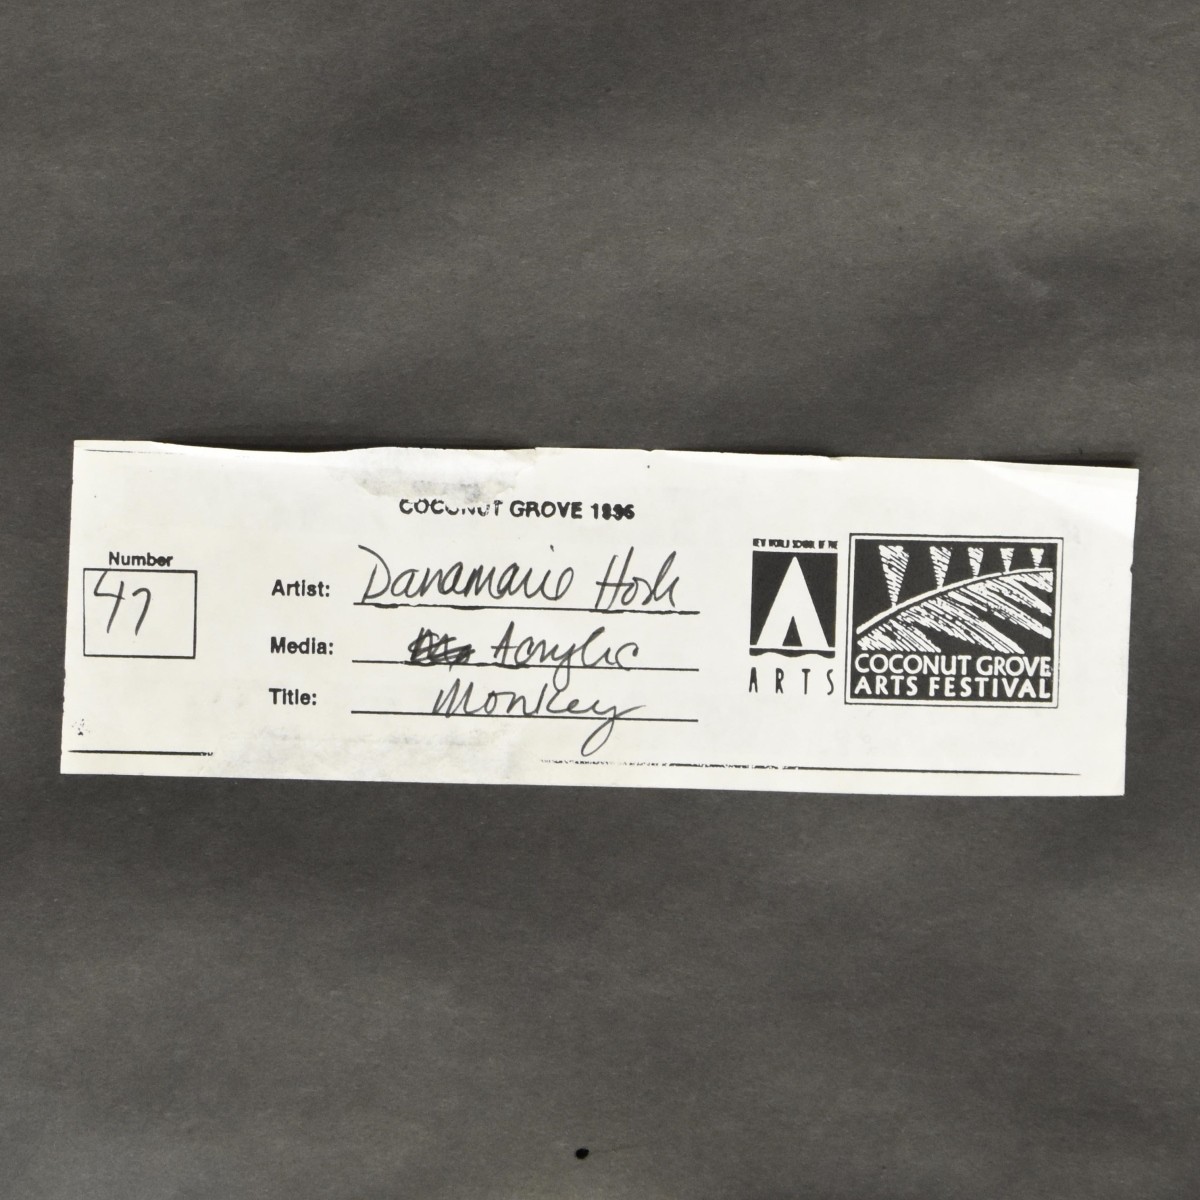 COCONUT GROVE 1996
Number
47
Artist: Danamarie Hosh
Media: Acrylic
Title: Monkey
NEW WORLD SCHOOL OF THE
ARTS
COCONUT GROVE
ARTS FESTIVAL